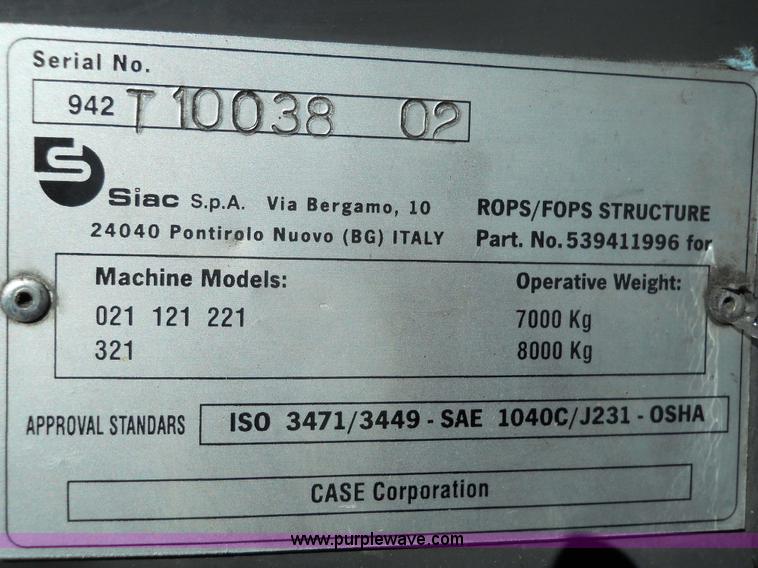 Serial No.
942 T 10038 02
S
Siac S.p.A. Via Bergamo, 10
24040 Pontirolo Nuovo (BG) ITALY
ROPS/FOPS STRUCTURE
Part. No. 539411996 for
Machine Models: Operative Weight:
021 121 221 7000 Kg
321 8000 Kg
APPROVAL STANDARS ISO 3471/3449 - SAE 1040C/J231 - OSHA
CASE Corporation
www.purplewave.com